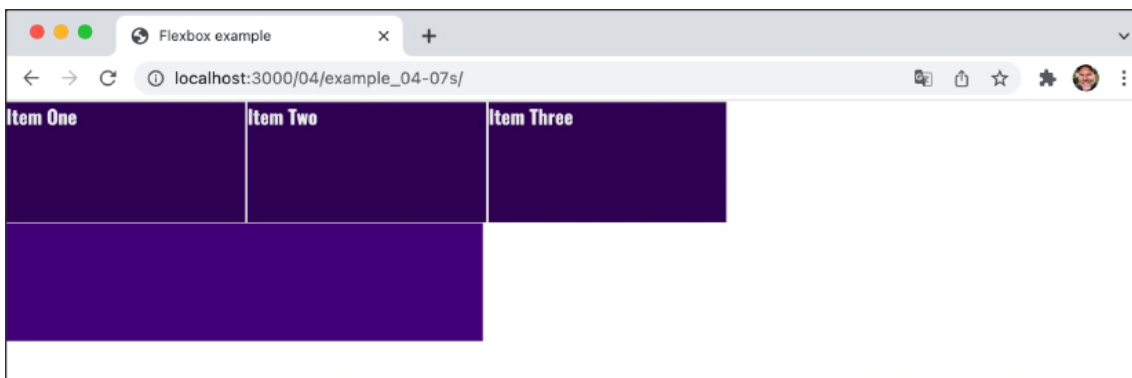 Flexbox example
localhost:3000/04/example_04-07s/
Item One
Item Two
Item Three